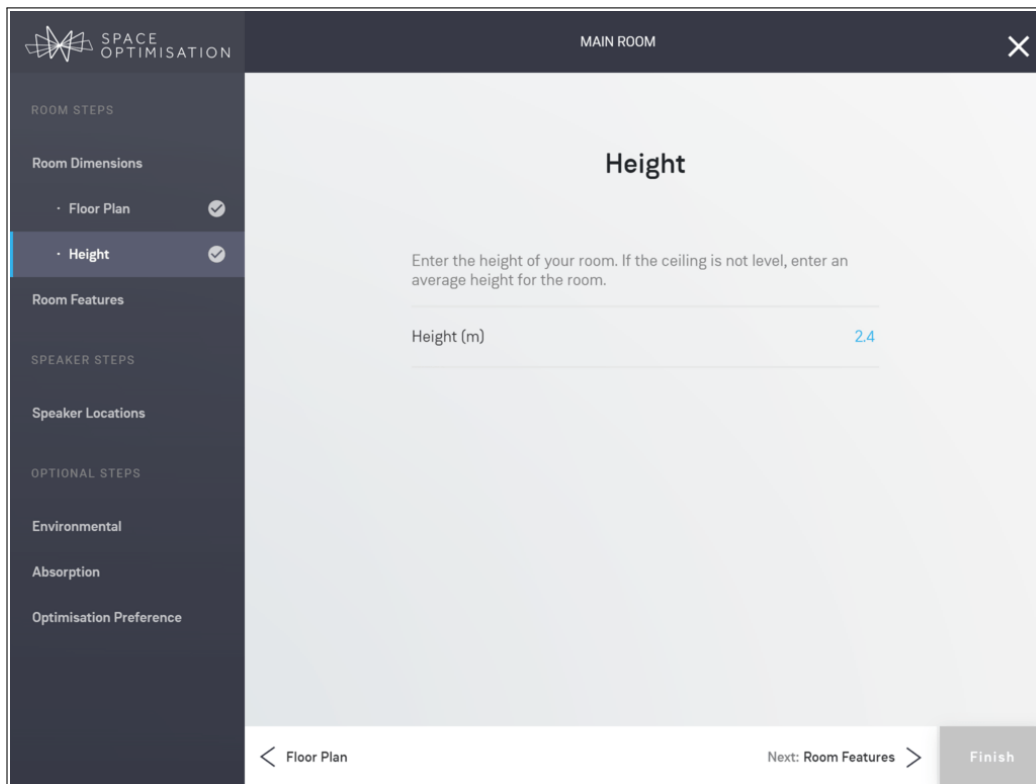 SPACE
OPTIMISATION
MAIN ROOM
ROOM STEPS
Room Dimensions
· Floor Plan
· Height
Room Features
SPEAKER STEPS
Speaker Locations
OPTIONAL STEPS
Environmental
Absorption
Optimisation Preference
Height
Enter the height of your room. If the ceiling is not level, enter an
average height for the room.
Height (m) 2.4
Floor Plan
Next: Room Features
Finish